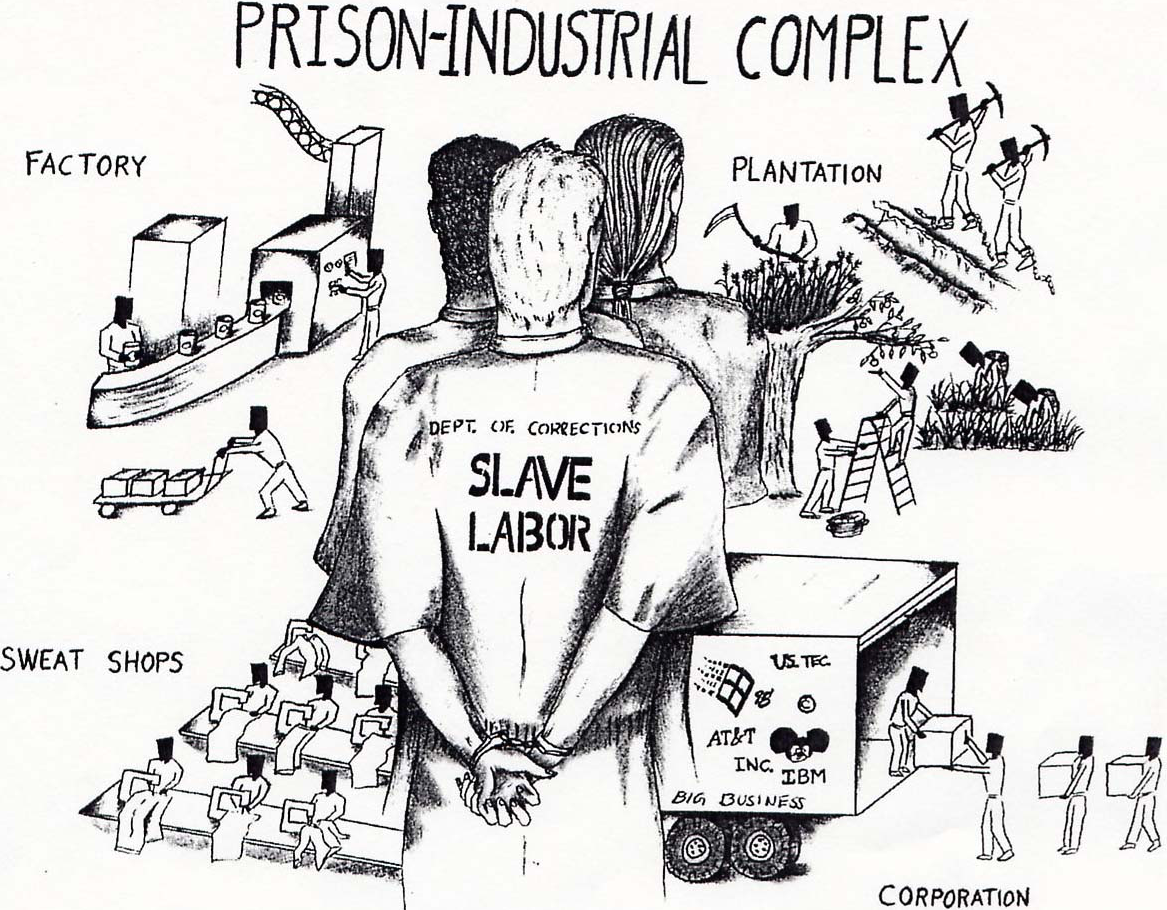 PRISON-INDUSTRIAL COMPLEX
FACTORY
PLANTATION
DEPT. OF CORRECTIONS
SLAVE
LABOR
SWEAT SHOPS
US. TEC.
98
©
AT&T
INC.
IBM
BIG BUSINESS
CORPORATION